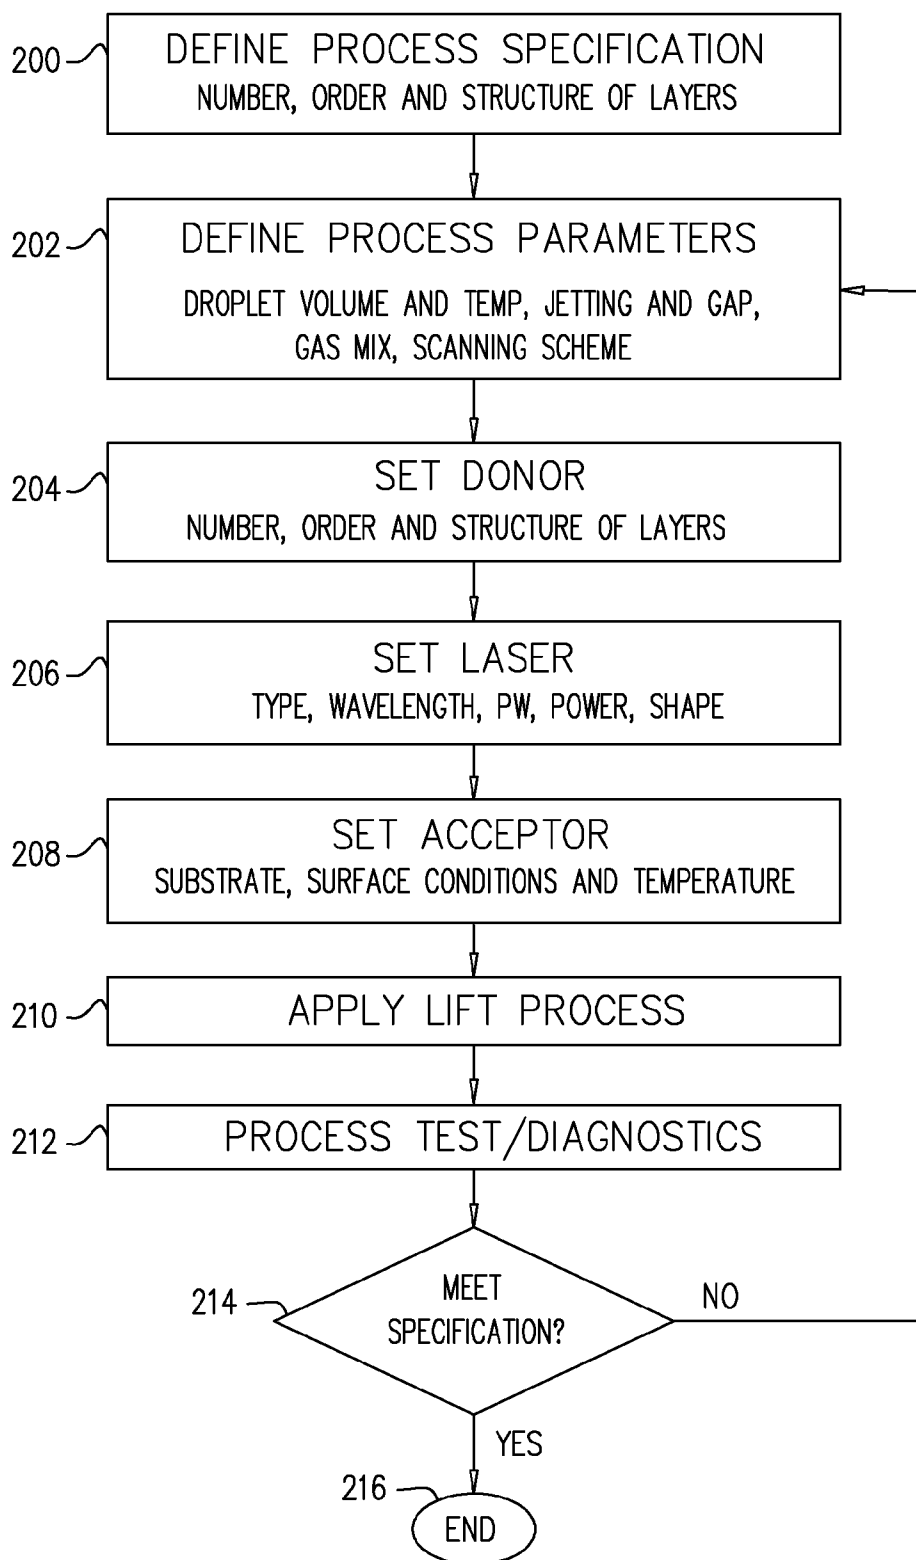 200
DEFINE PROCESS SPECIFICATION
NUMBER, ORDER AND STRUCTURE OF LAYERS
202
DEFINE PROCESS PARAMETERS
DROPLET VOLUME AND TEMP, JETTING AND GAP,
GAS MIX, SCANNING SCHEME
204
SET DONOR
NUMBER, ORDER AND STRUCTURE OF LAYERS
206
SET LASER
TYPE, WAVELENGTH, PW, POWER, SHAPE
208
SET ACCEPTOR
SUBSTRATE, SURFACE CONDITIONS AND TEMPERATURE
210
APPLY LIFT PROCESS
212
PROCESS TEST/DIAGNOSTICS
214
MEET
SPECIFICATION?
NO
YES
216
END